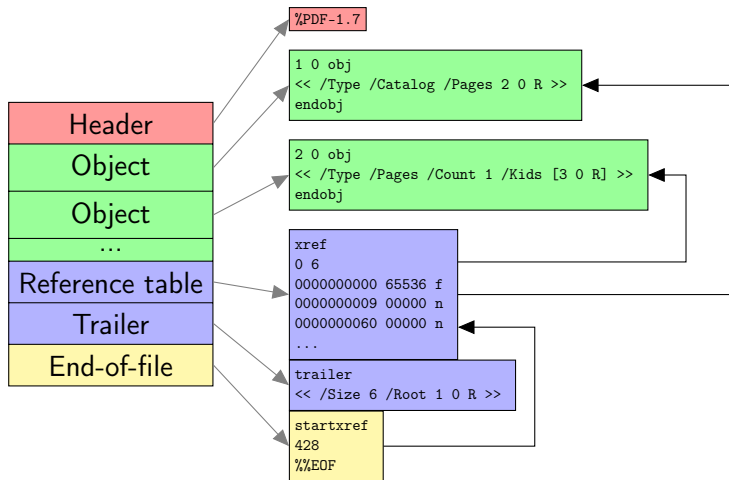 Header
Object
Object
...
Reference table
Trailer
End-of-file
%PDF-1.7
1 0 obj
<< /Type /Catalog /Pages 2 0 R >>
endobj
2 0 obj
<< /Type /Pages /Count 1 /Kids [3 0 R] >>
endobj
xref
0 6
0000000000 65536 f
0000000009 00000 n
0000000060 00000 n
...
trailer
<< /Size 6 /Root 1 0 R >>
startxref
428
%%EOF